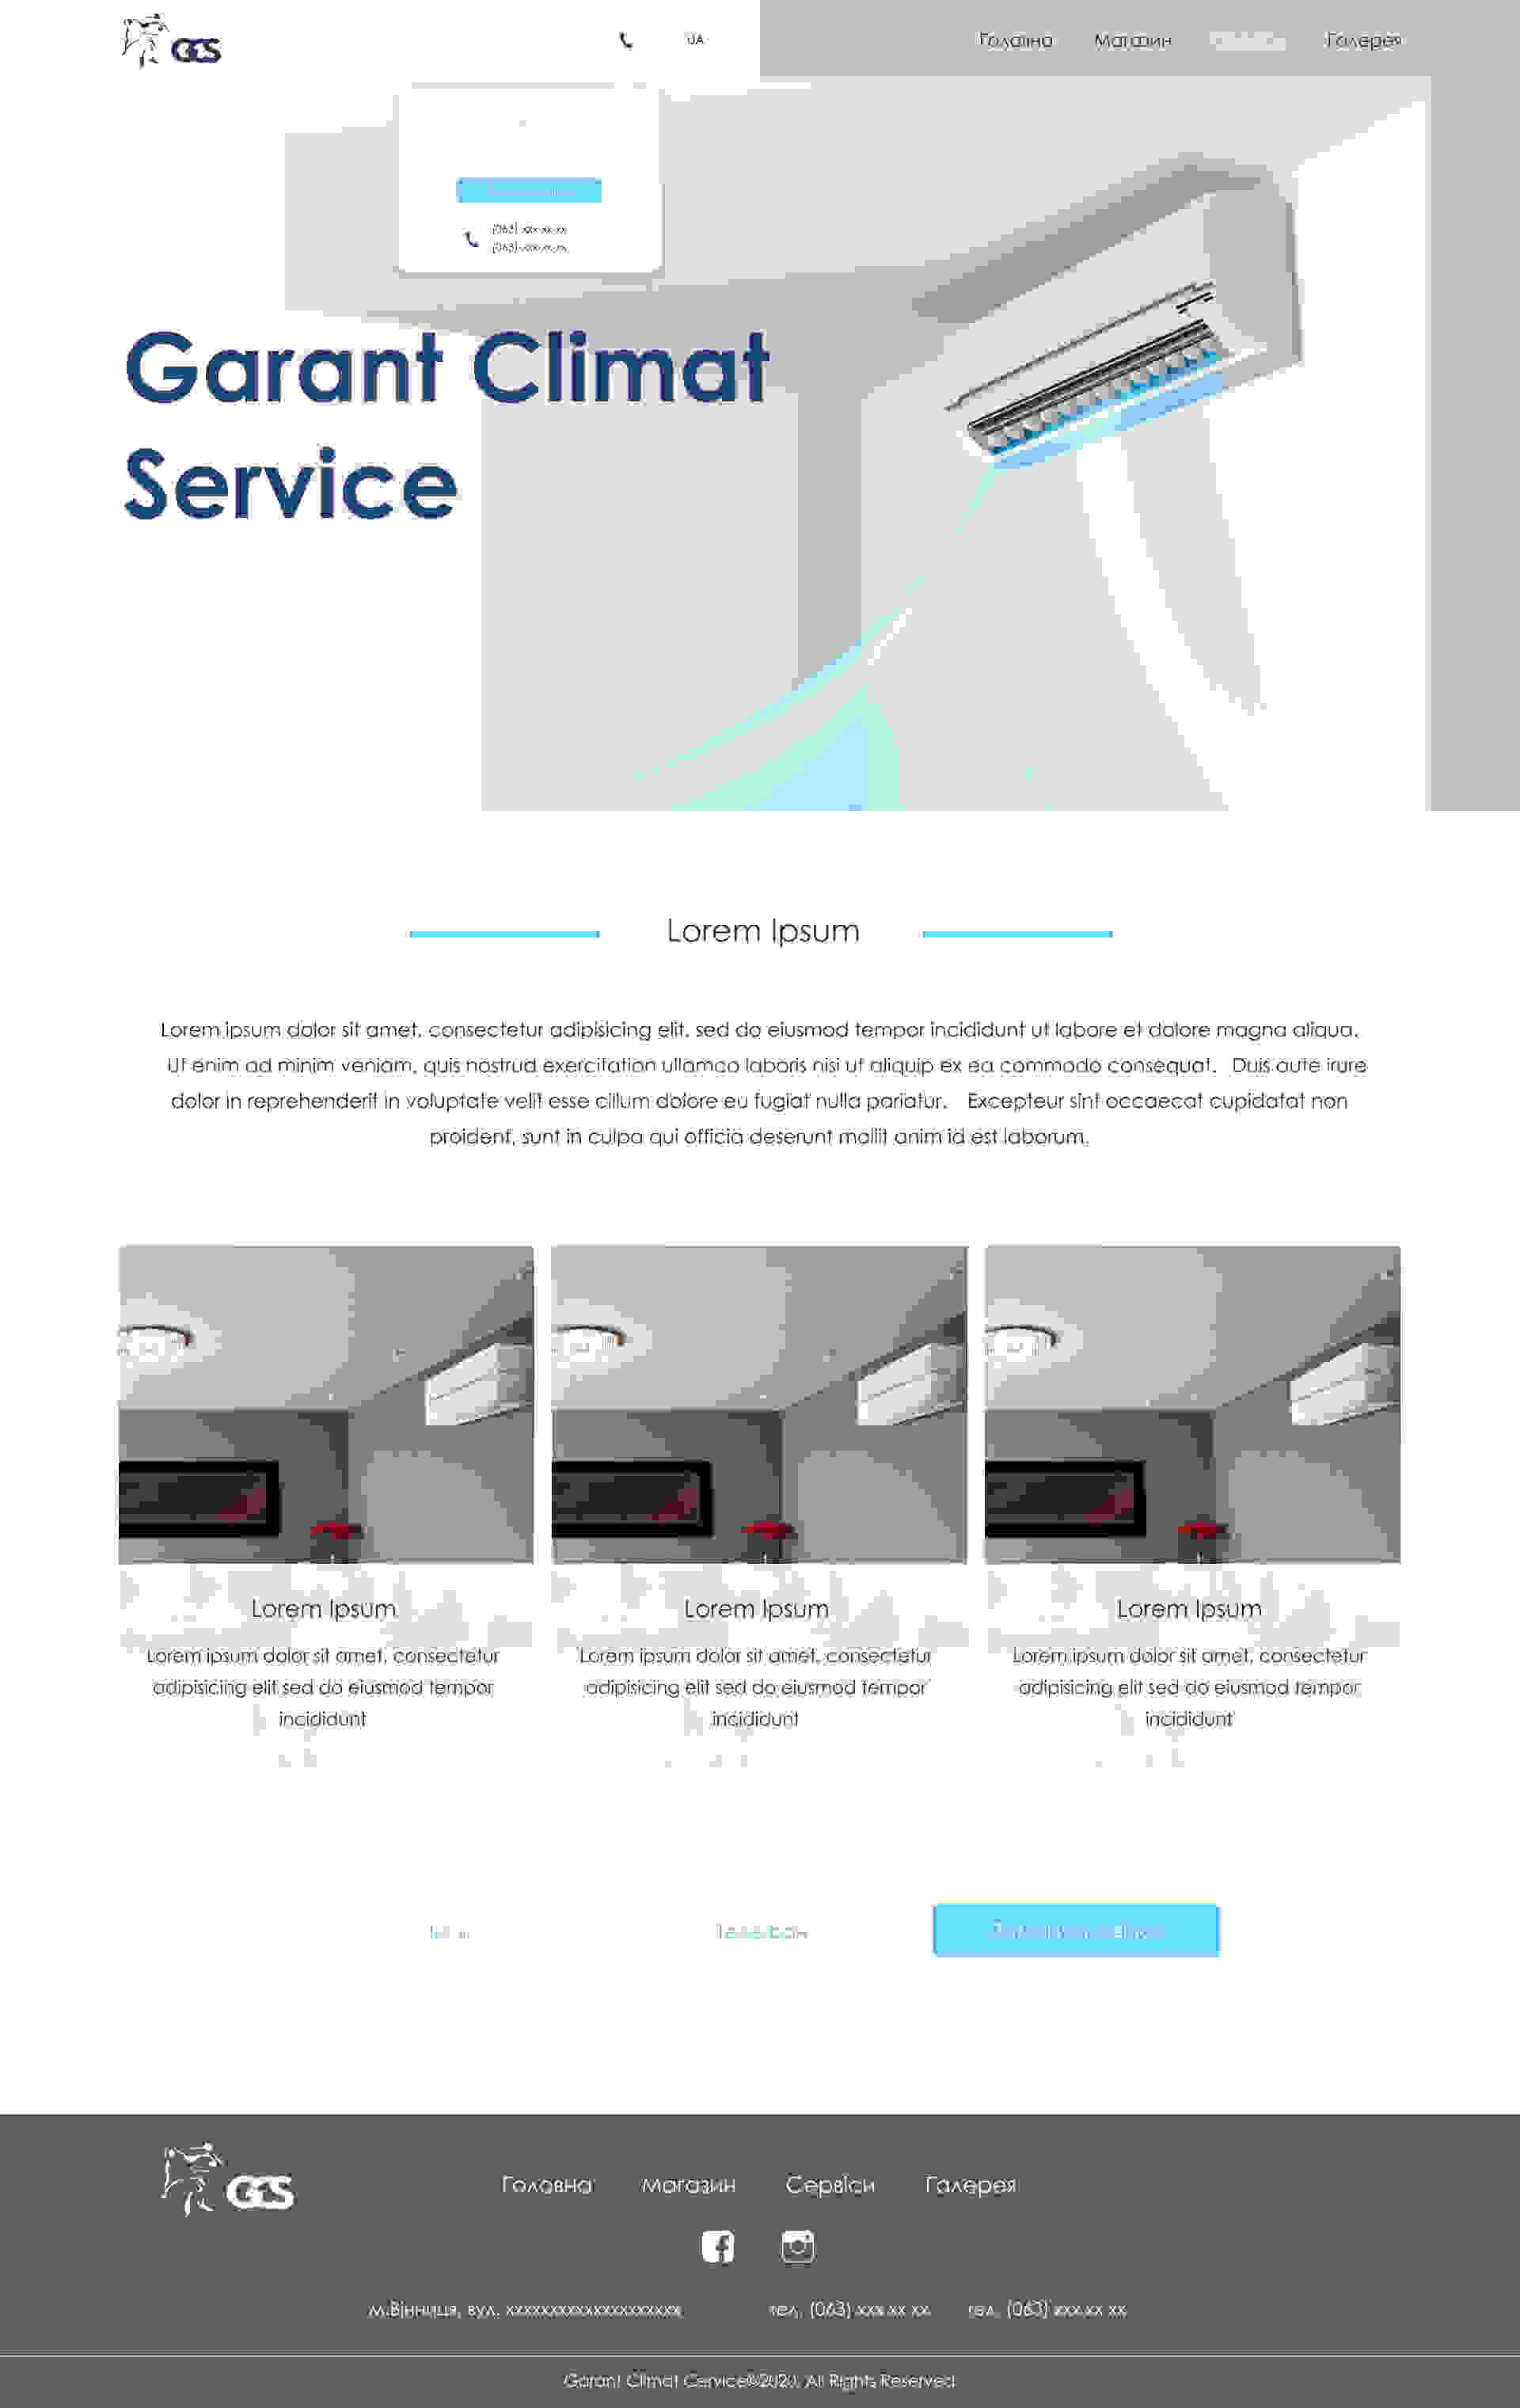 GCS
UA
Головна Магазин Галерея
(063) xxx-xx-xx
(063) xxx-xx-xx
Garant Climat
Service
Lorem Ipsum
Lorem ipsum dolor sit amet, consectetur adipisicing elit, sed do eiusmod tempor incididunt ut labore et dolore magna aliqua.
Ut enim ad minim veniam, quis nostrud exercitation ullamco laboris nisi ut aliquip ex ea commodo consequat. Duis aute irure
dolor in reprehenderit in voluptate velit esse cillum dolore eu fugiat nulla pariatur. Excepteur sint occaecat cupidatat non
proident, sunt in culpa qui officia deserunt mollit anim id est laborum.
Lorem Ipsum
Lorem ipsum dolor sit amet, consectetur
adipisicing elit sed do eiusmod tempor
incididunt
Lorem Ipsum
Lorem ipsum dolor sit amet, consectetur
adipisicing elit sed do eiusmod tempor
incididunt
Lorem Ipsum
Lorem ipsum dolor sit amet, consectetur
adipisicing elit sed do eiusmod tempor
incididunt
Телефон
GCS
Головна Магазин Сервіси Галерея
м.Вінниця, вул. xxxxxxxxxxxxxxxxxxxx тел. (063) xxx xx xx тел. (063) xxx xx xx
Garant Climat Cervice©2020. All Rights Reserved